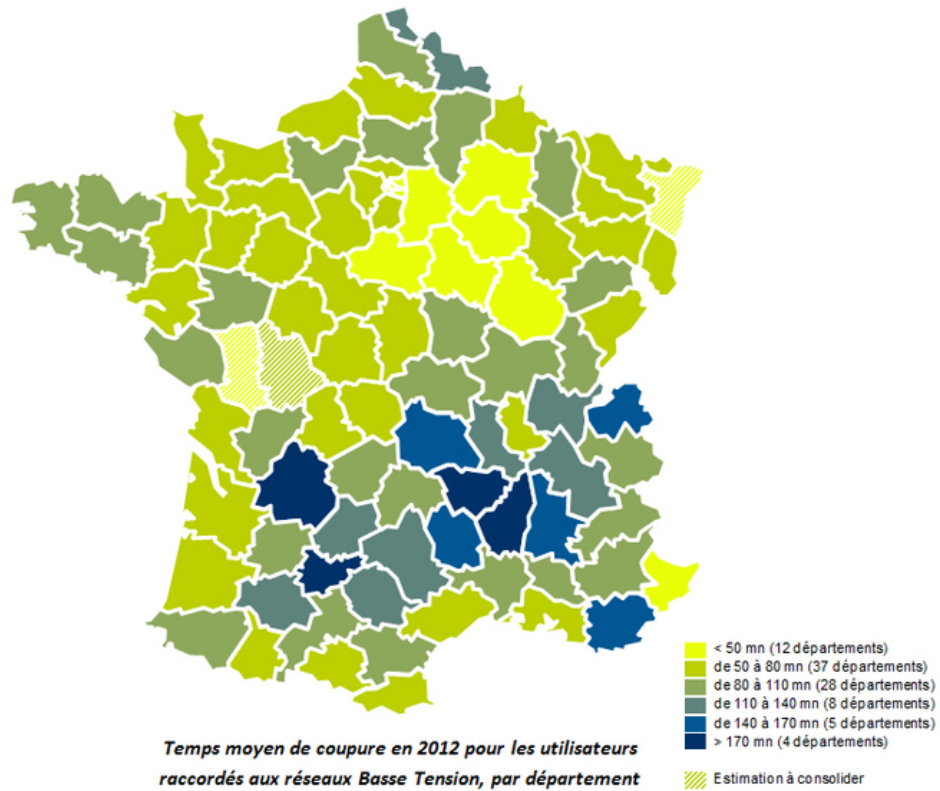 < 50 mn (12 départements)
de 50 à 80 mn (37 départements)
de 80 à 110 mn (28 départements)
de 110 à 140 mn (8 départements)
de 140 à 170 mn (5 départements)
> 170 mn (4 départements)
Estimation à consolider
Temps moyen de coupure en 2012 pour les utilisateurs
raccordés aux réseaux Basse Tension, par département